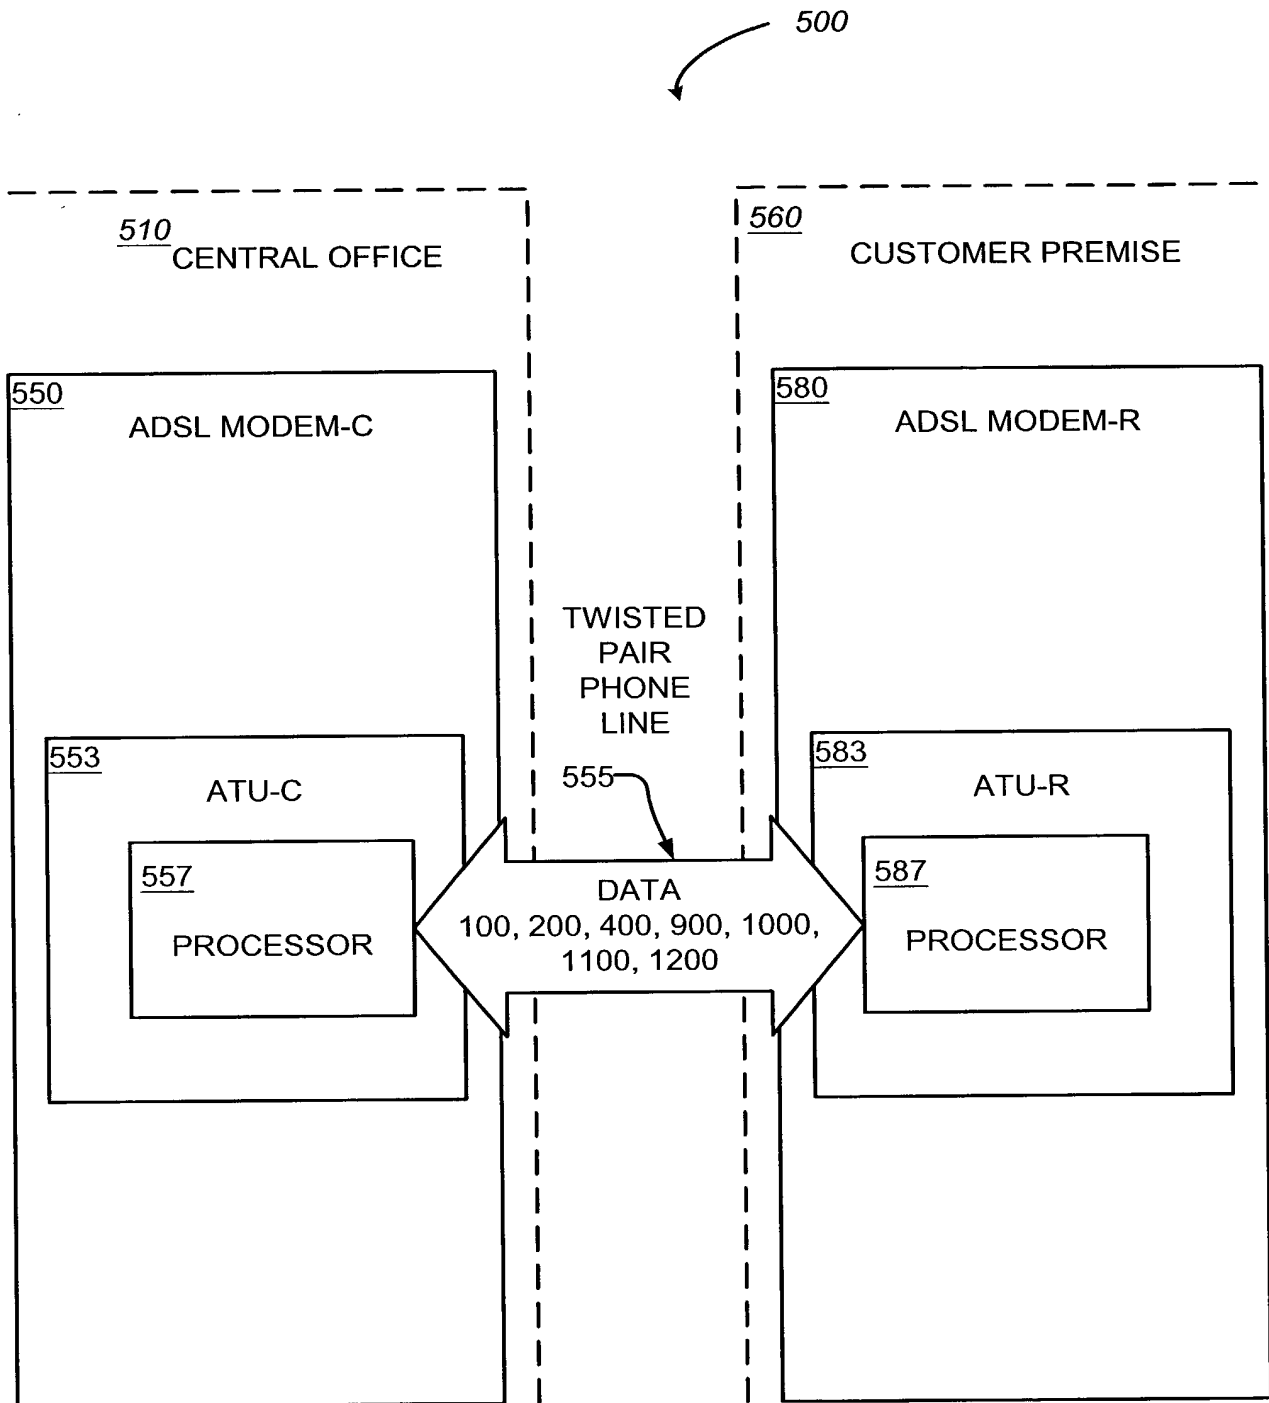 500
510
CENTRAL OFFICE
560
CUSTOMER PREMISE
550
ADSL MODEM-C
580
ADSL MODEM-R
TWISTED
PAIR
PHONE
LINE
555
553
ATU-C
583
ATU-R
557
PROCESSOR
DATA
100, 200, 400, 900, 1000,
1100, 1200
587
PROCESSOR